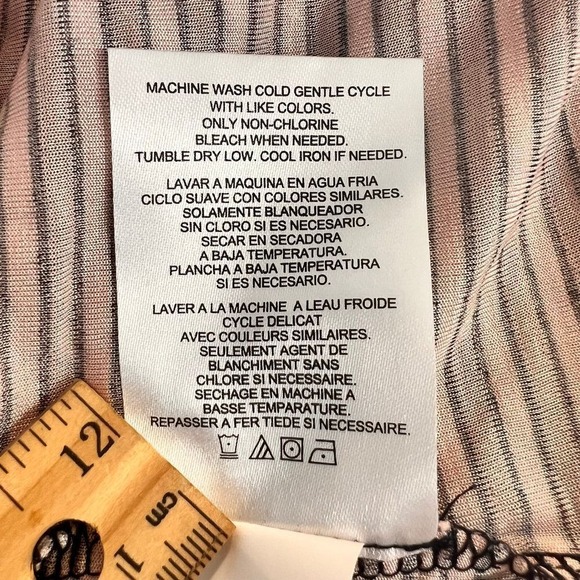 MACHINE WASH COLD GENTLE CYCLE
WITH LIKE COLORS.
ONLY NON-CHLORINE
BLEACH WHEN NEEDED.
TUMBLE DRY LOW. COOL IRON IF NEEDED.
LAVAR A MAQUINA EN AGUA FRIA
CICLO SUAVE CON COLORES SIMILARES.
SOLAMENTE BLANQUEADOR
SIN CLORO SI ES NECESARIO.
SECAR EN SECADORA
A BAJA TEMPERATURA.
PLANCHA A BAJA TEMPERATURA
SI ES NECESARIO.
LAVER A LA MACHINE A LEAU FROIDE
CYCLE DELICAT
AVEC COULEURS SIMILAIRES.
SEULEMENT AGENT DE
BLANCHIMENT SANS
CHLORE SI NECESSAIRE.
SECHAGE EN MACHINE A
BASSE TEMPARATURE.
REPASSER A FER TIEDE SI NECESSAIRE.
12
cm
1